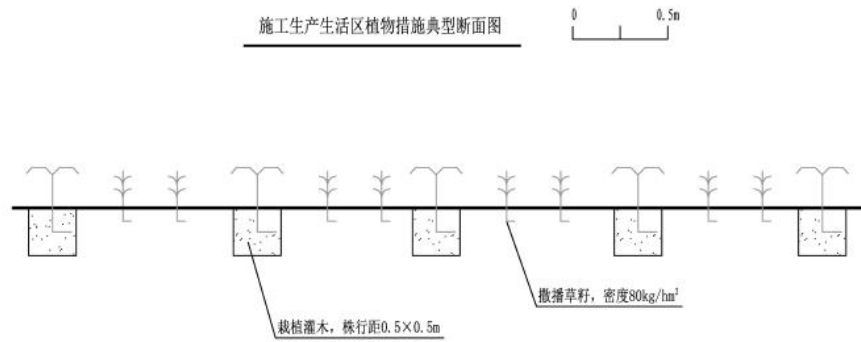 施工生产生活区植物措施典型断面图
0 0.5m
撒播草籽，密度80kg/hm²
栽植灌木，株行距0.5×0.5m